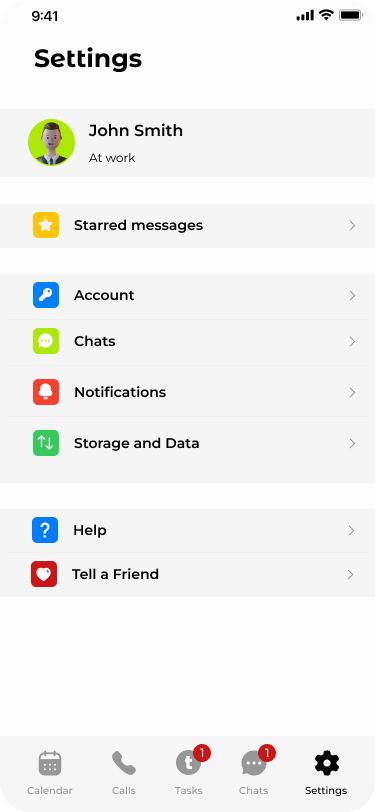 9:41
Settings
John Smith
At work
Starred messages
Account
Chats
Notifications
Storage and Data
?
Help
Tell a Friend
t
1
1
Calendar
Calls
Tasks
Chats
Settings